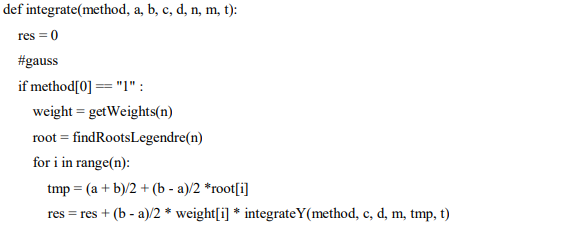 def integrate(method, a, b, c, d, n, m, t):
res = 0
#gauss
if method[0] == "1" :
weight = getWeights(n)
root = findRootsLegendre(n)
for i in range(n):
tmp = (a + b)/2 + (b - a)/2 *root[i]
res = res + (b - a)/2 * weight[i] * integrateY(method, c, d, m, tmp, t)